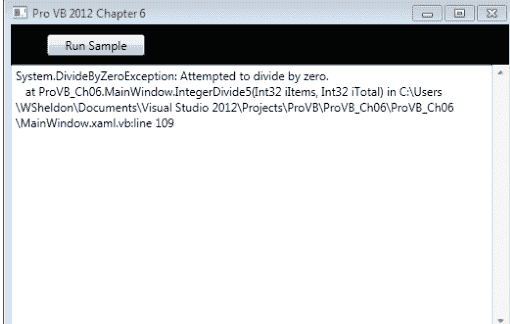 Pro VB 2012 Chapter 6
Run Sample
System.DivideByZeroException: Attempted to divide by zero.
at ProVB_Ch06.MainWindow.IntegerDivide5(Int32 iItems, Int32 iTotal) in C:\Users
\WSheldon\Documents\Visual Studio 2012\Projects\ProVB\ProVB_Ch06\ProVB_Ch06
\MainWindow.xaml.vb:line 109